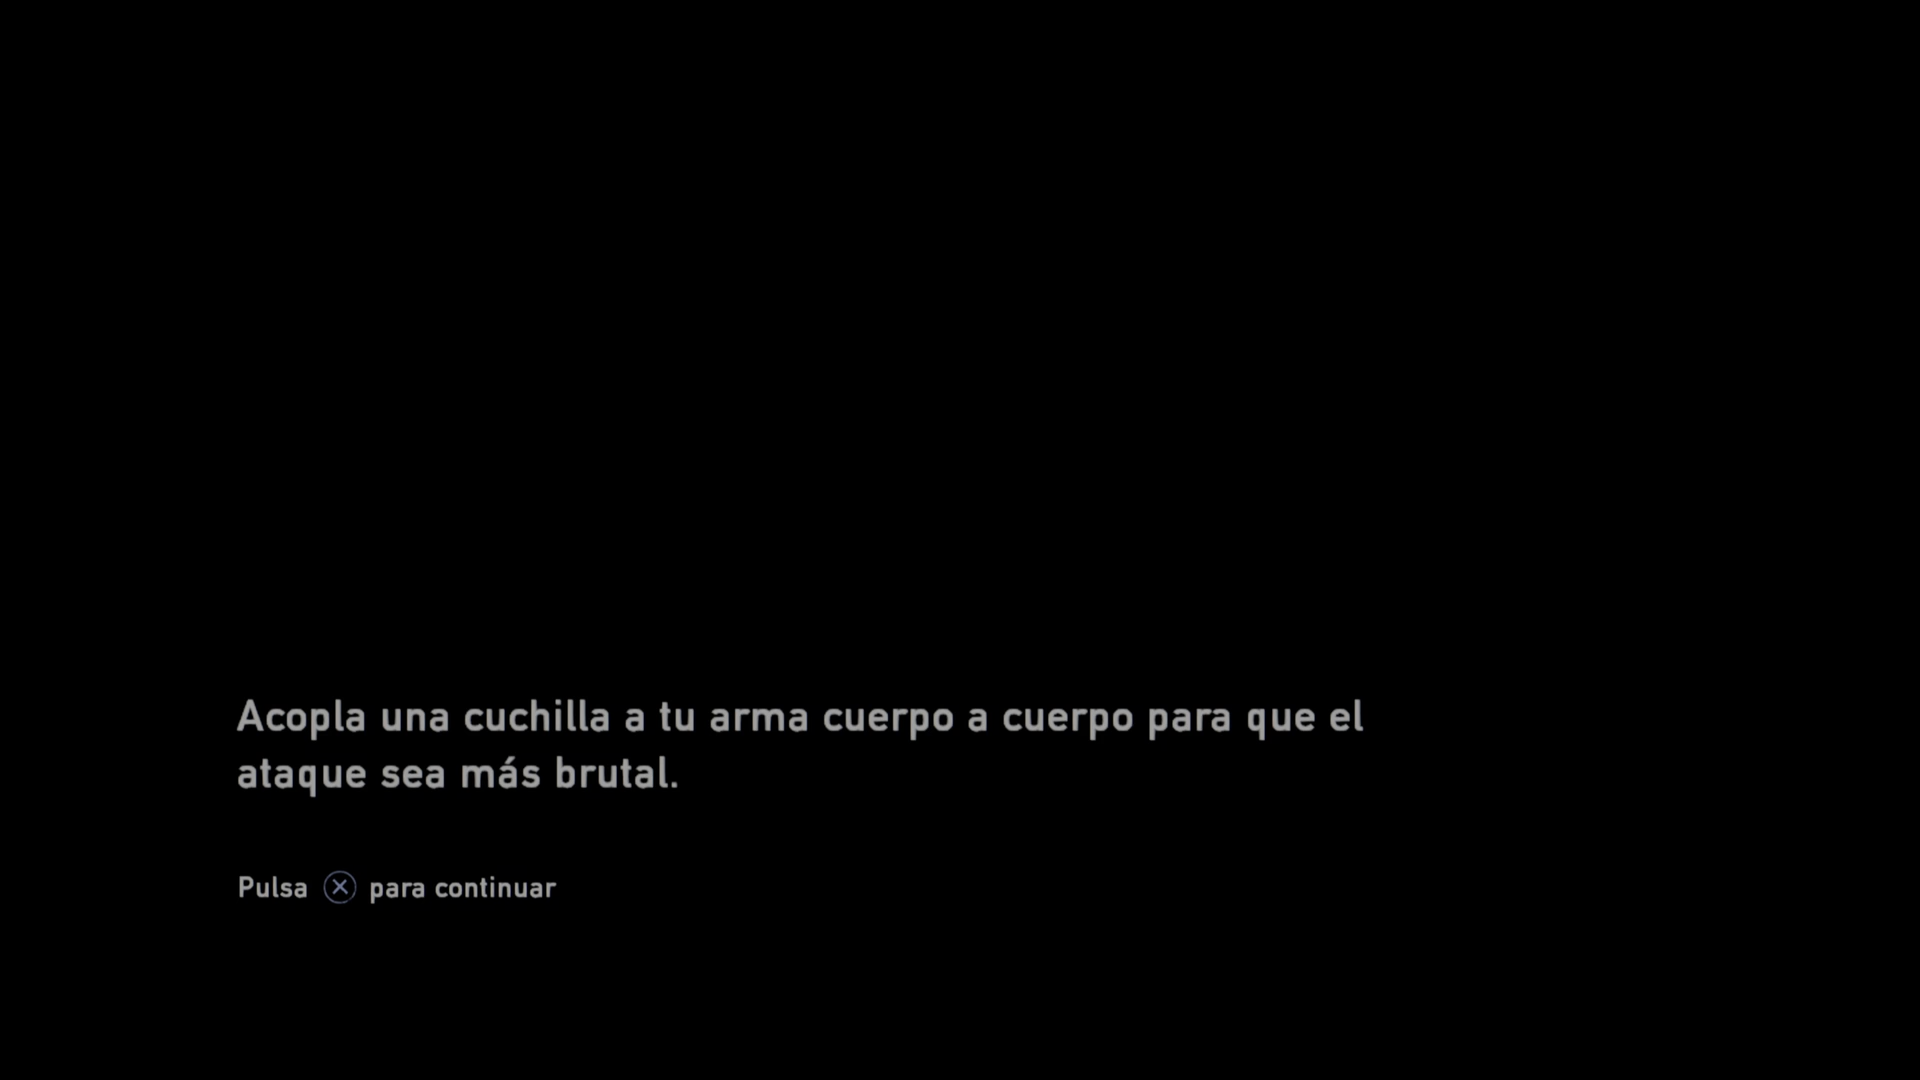 Acopla una cuchilla a tu arma cuerpo a cuerpo para que el
ataque sea más brutal.
Pulsa ⓧ para continuar